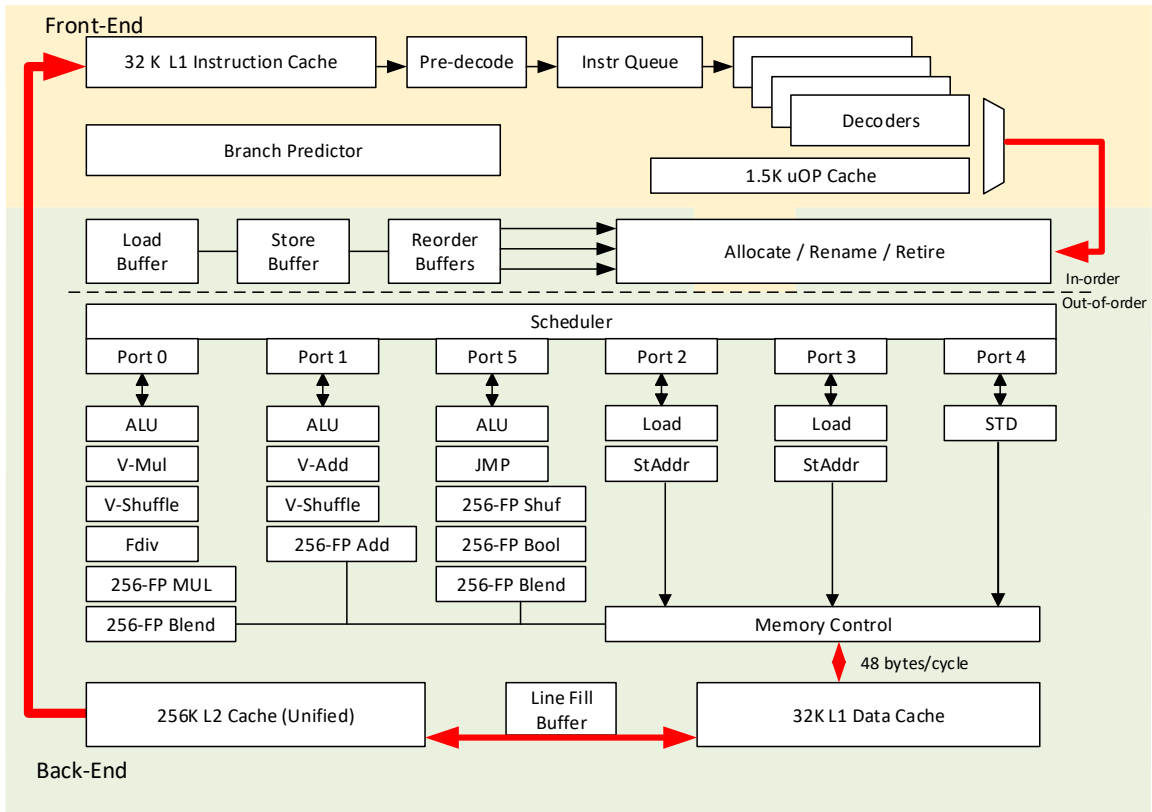 Front-End
32 K L1 Instruction Cache
Pre-decode
Instr Queue
Decoders
Branch Predictor
1.5K uOP Cache
Load
Buffer
Store
Buffer
Reorder
Buffers
Allocate / Rename / Retire
In-order
Out-of-order
Scheduler
Port 0
Port 1
Port 5
Port 2
Port 3
Port 4
ALU
ALU
ALU
Load
Load
STD
V-Mul
V-Add
JMP
StAddr
StAddr
V-Shuffle
V-Shuffle
256-FP Shuf
Fdiv
256-FP Add
256-FP Bool
256-FP MUL
256-FP Blend
256-FP Blend
Memory Control
48 bytes/cycle
256K L2 Cache (Unified)
Line Fill
Buffer
32K L1 Data Cache
Back-End